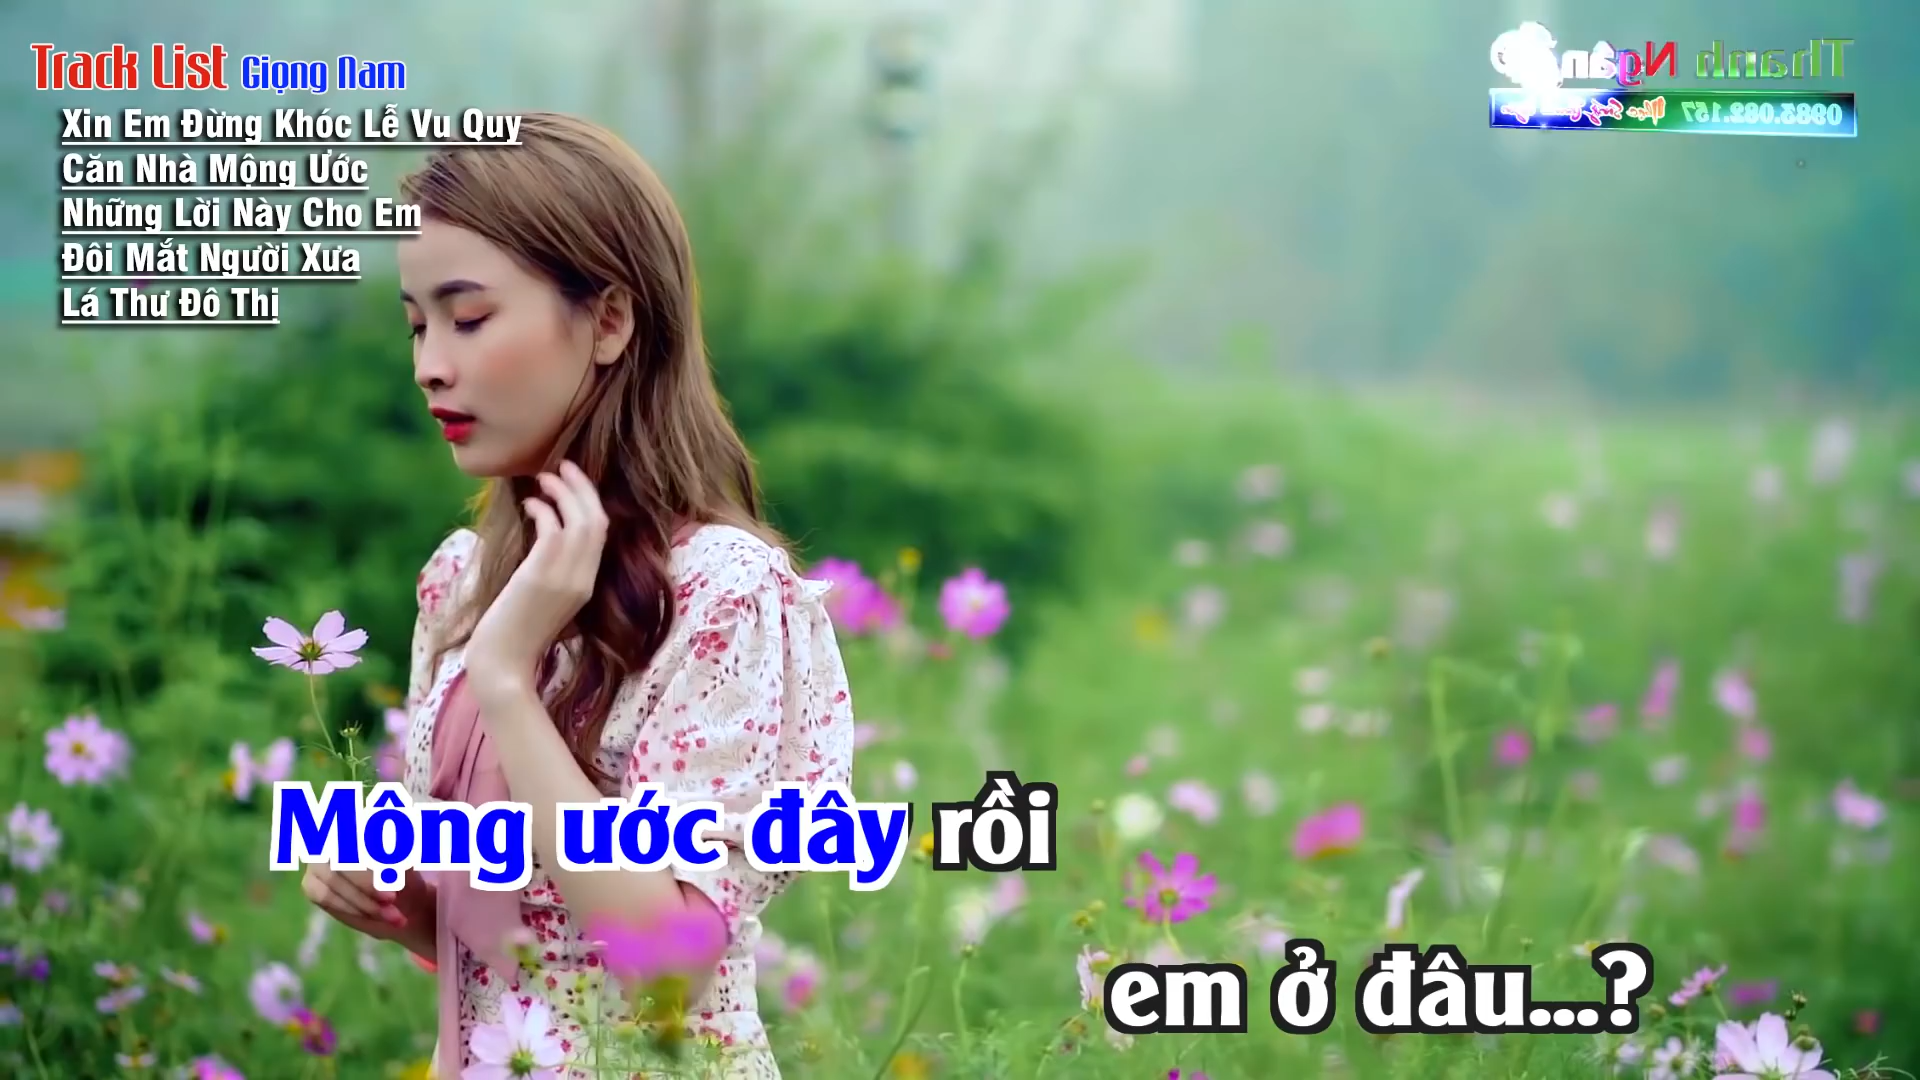 Track List Giọng Nam
Xin Em Đừng Khóc Lễ Vu Quy
Căn Nhà Mộng Ước
Những Lời Này Cho Em
Đôi Mắt Người Xưa
Lá Thư Đô Thị
Thanh Ngân
0983.082.157
Mộng ước đây rồi
em ở đâu...?